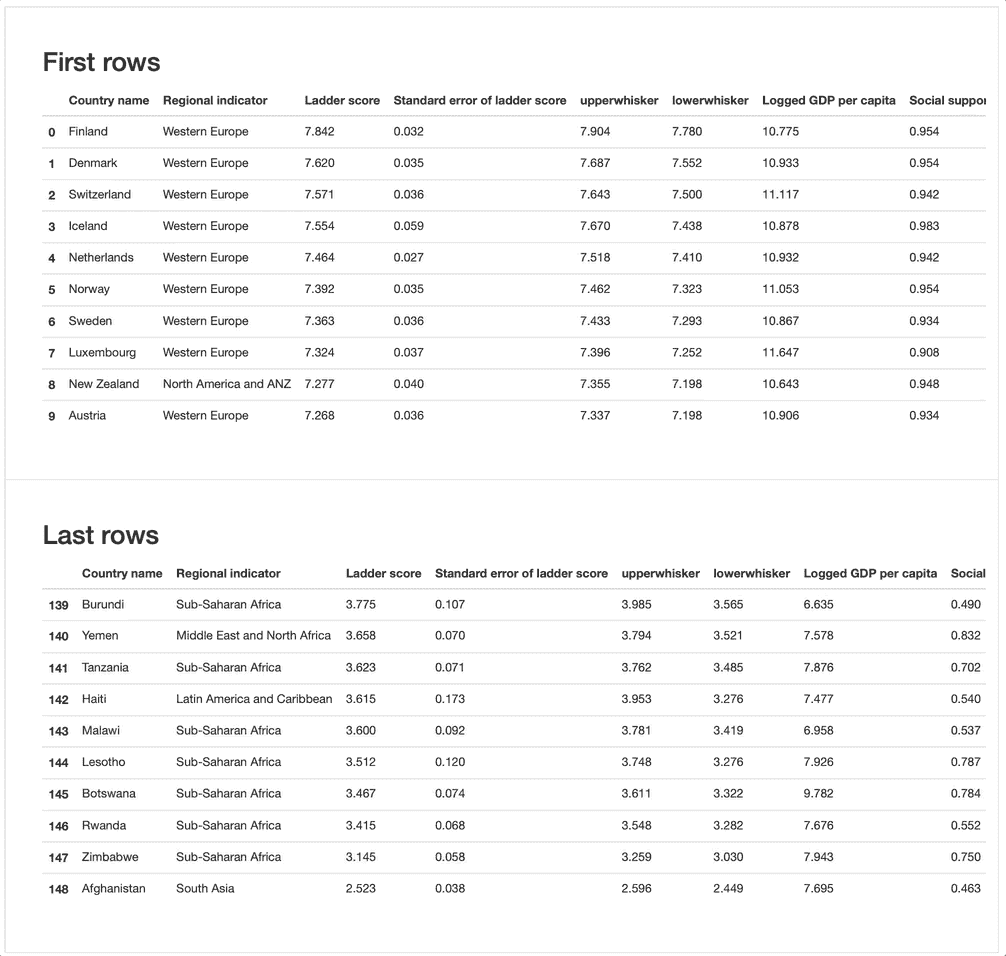 First rows
Country name Regional indicator Ladder score Standard error of ladder score upperwhisker lowerwhisker Logged GDP per capita Social suppor
0 Finland Western Europe 7.842 0.032 7.904 7.780 10.775 0.954
1 Denmark Western Europe 7.620 0.035 7.687 7.552 10.933 0.954
2 Switzerland Western Europe 7.571 0.036 7.643 7.500 11.117 0.942
3 Iceland Western Europe 7.554 0.059 7.670 7.438 10.878 0.983
4 Netherlands Western Europe 7.464 0.027 7.518 7.410 10.932 0.942
5 Norway Western Europe 7.392 0.035 7.462 7.323 11.053 0.954
6 Sweden Western Europe 7.363 0.036 7.433 7.293 10.867 0.934
7 Luxembourg Western Europe 7.324 0.037 7.396 7.252 11.647 0.908
8 New Zealand North America and ANZ 7.277 0.040 7.355 7.198 10.643 0.948
9 Austria Western Europe 7.268 0.036 7.337 7.198 10.906 0.934
Last rows
Country name Regional indicator Ladder score Standard error of ladder score upperwhisker lowerwhisker Logged GDP per capita Social
139 Burundi Sub-Saharan Africa 3.775 0.107 3.985 3.565 6.635 0.490
140 Yemen Middle East and North Africa 3.658 0.070 3.794 3.521 7.578 0.832
141 Tanzania Sub-Saharan Africa 3.623 0.071 3.762 3.485 7.876 0.702
142 Haiti Latin America and Caribbean 3.615 0.173 3.953 3.276 7.477 0.540
143 Malawi Sub-Saharan Africa 3.600 0.092 3.781 3.419 6.958 0.537
144 Lesotho Sub-Saharan Africa 3.512 0.120 3.748 3.276 7.926 0.787
145 Botswana Sub-Saharan Africa 3.467 0.074 3.611 3.322 9.782 0.784
146 Rwanda Sub-Saharan Africa 3.415 0.068 3.548 3.282 7.676 0.552
147 Zimbabwe Sub-Saharan Africa 3.145 0.058 3.259 3.030 7.943 0.750
148 Afghanistan South Asia 2.523 0.038 2.596 2.449 7.695 0.463